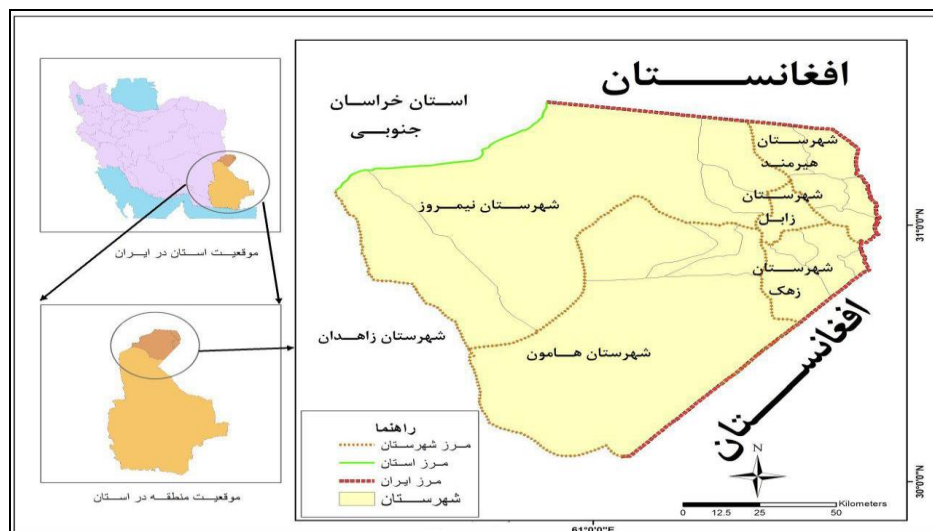 افغانستان
استان خراسان
جنوبی
شهرستان
هیرمند
شهرستان
زابل
شهرستان نیمروز
شهرستان
زهک
شهرستان زاهدان
شهرستان هامون
افغانستان
موقعیت استان در ایران
موقعیت منطقه در استان
راهنما
مرز شهرستان
مرز استان
مرز ایران
شهرستان
N
Kilometers
0 12.5 25 50
31°0'0"N
30°0'0"N
61°0'0"E